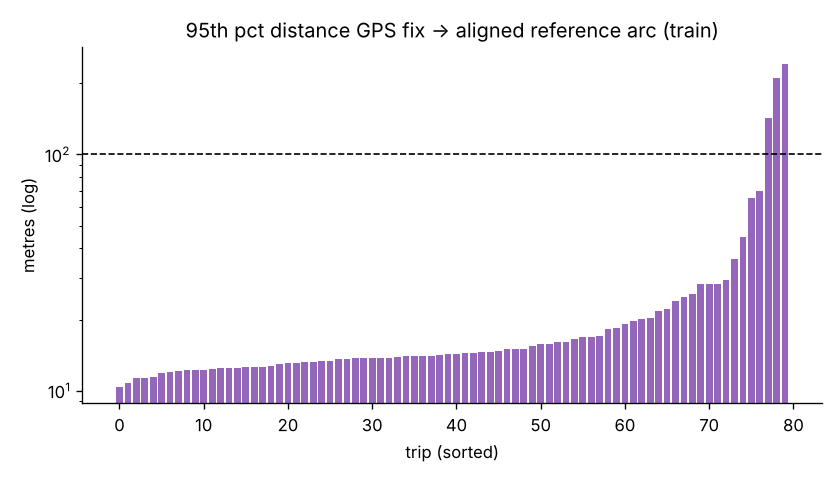 95th pct distance GPS fix → aligned reference arc (train)
metres (log)
10²
10¹
0 10 20 30 40 50 60 70 80
trip (sorted)